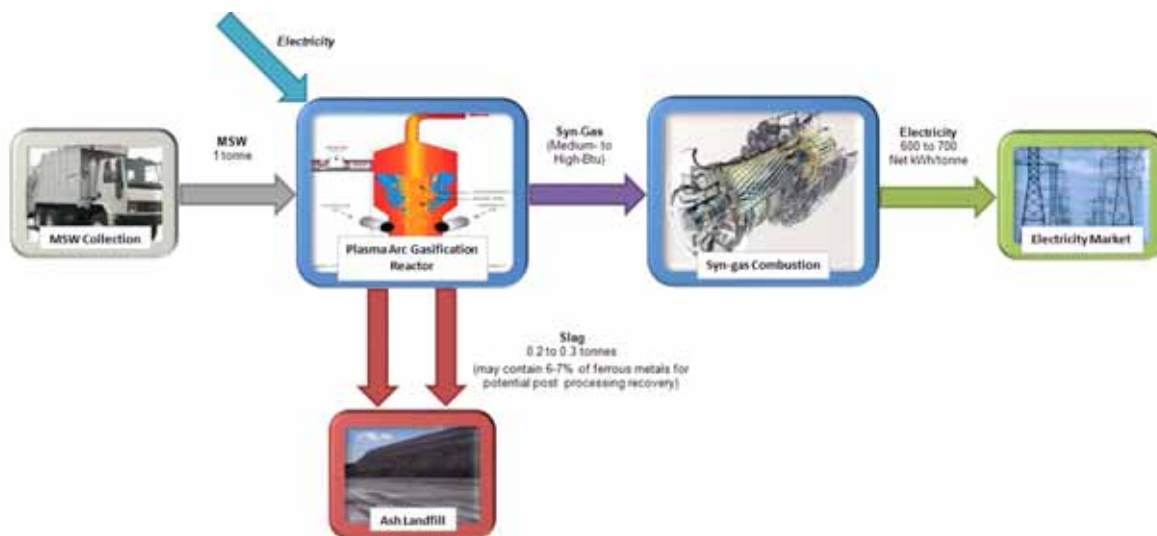 Electricity
MSW
1 tonne
MSW Collection
Plasma Arc Gasification
Reactor
Syn-Gas
(Medium- to
High-Btu)
Syn-gas Combustion
Electricity
600 to 700
Net kWh/tonne
Electricity Market
Slag
0.2 to 0.3 tonnes
(may contain 6-7% of ferrous metals for
potential post processing recovery)
Ash Landfill